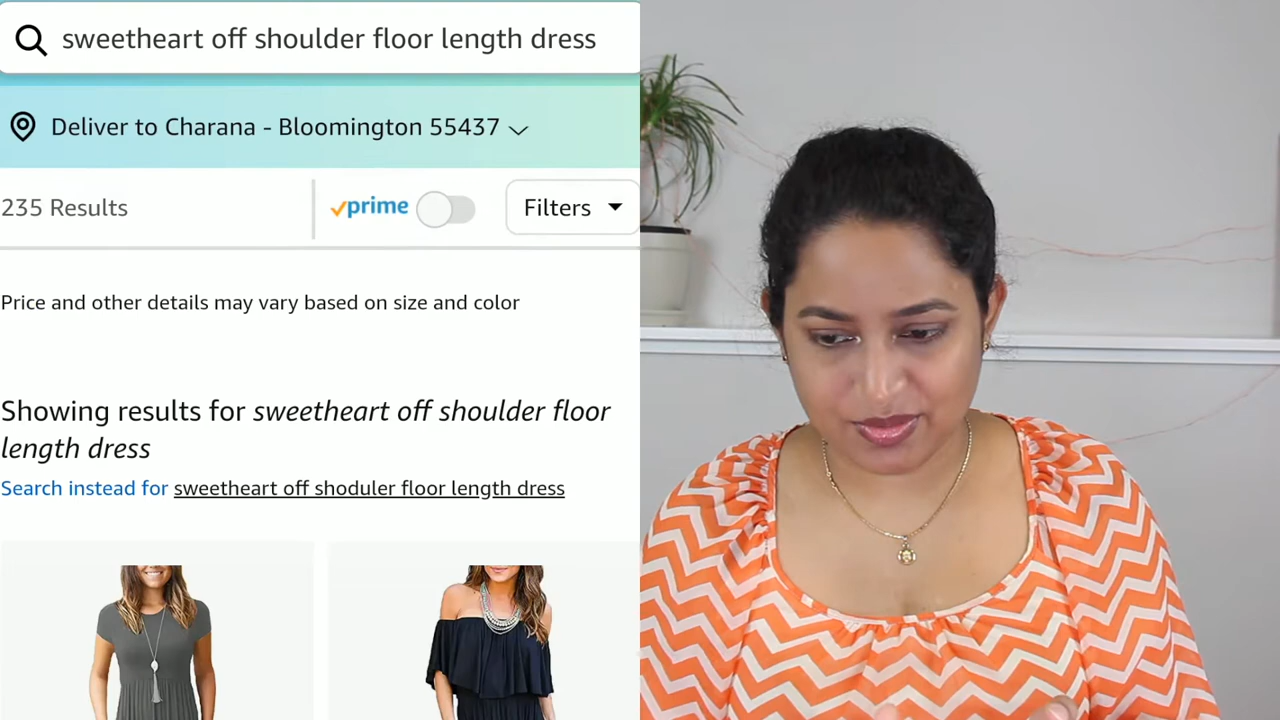 sweetheart off shoulder floor length dress
Deliver to Charana - Bloomington 55437
235 Results
prime
Filters
Price and other details may vary based on size and color
Showing results for sweetheart off shoulder floor
length dress
Search instead for sweetheart off shoduler floor length dress